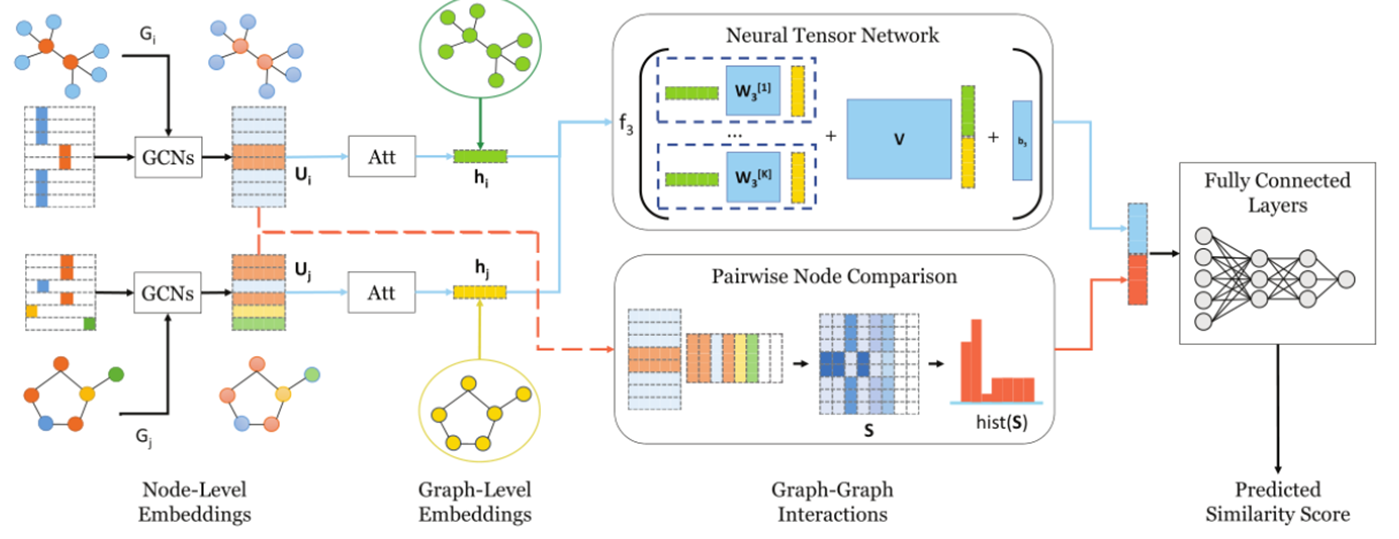 G_i
GCNs
U_i
Att
h_i
Neural Tensor Network
f_3
W_3^[1]
...
W_3^[K]
+
V
+
b_3
Fully Connected
Layers
GCNs
U_j
Att
h_j
G_j
Pairwise Node Comparison
S
hist(S)
Node-Level
Embeddings
Graph-Level
Embeddings
Graph-Graph
Interactions
Predicted
Similarity Score